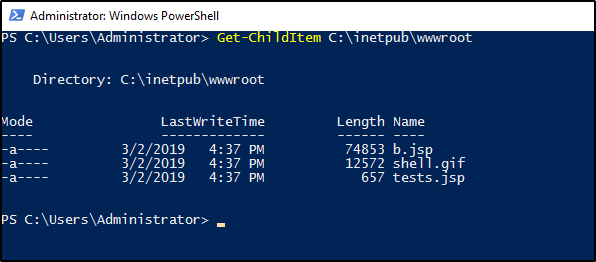 Administrator: Windows PowerShell
PS C:\Users\Administrator> Get-ChildItem C:\inetpub\wwwroot
Directory: C:\inetpub\wwwroot
Mode LastWriteTime Length Name
---- ------------- ------ ----
-a---- 3/2/2019 4:37 PM 74853 b.jsp
-a---- 3/2/2019 4:37 PM 12572 shell.gif
-a---- 3/2/2019 4:37 PM 657 tests.jsp
PS C:\Users\Administrator> _